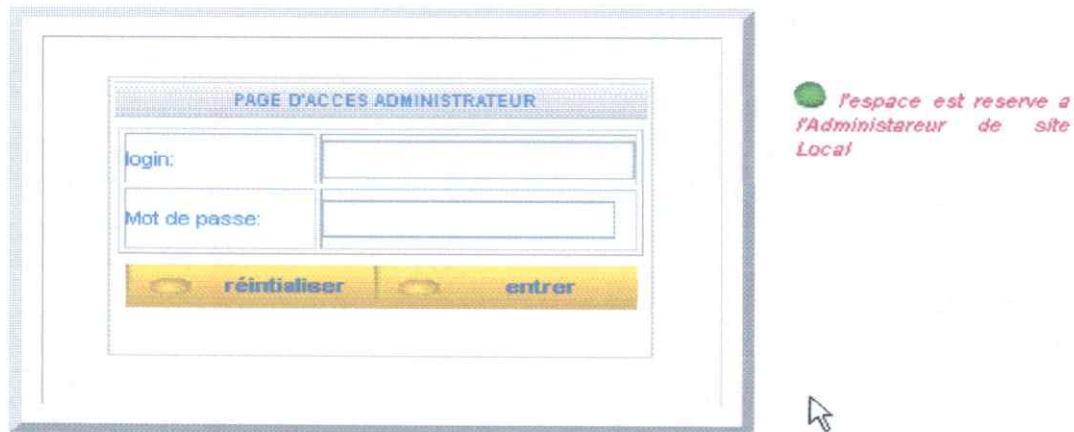 PAGE D'ACCES ADMINISTRATEUR
login:
Mot de passe:
réintialiser entrer
l'espace est reserve a
l'Administareur de site
Local